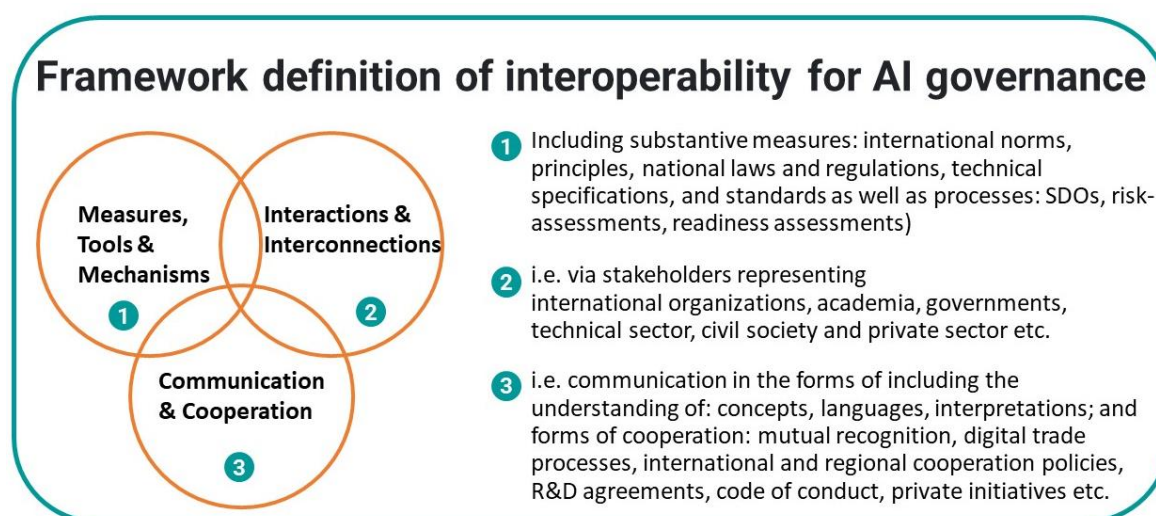 Framework definition of interoperability for AI governance
Measures,
Tools &
Mechanisms
1
Interactions &
Interconnections
2
Communication
& Cooperation
3
1 Including substantive measures: international norms,
principles, national laws and regulations, technical
specifications, and standards as well as processes: SDOs, risk-
assessments, readiness assessments)
2 i.e. via stakeholders representing
international organizations, academia, governments,
technical sector, civil society and private sector etc.
3 i.e. communication in the forms of including the
understanding of: concepts, languages, interpretations; and
forms of cooperation: mutual recognition, digital trade
processes, international and regional cooperation policies,
R&D agreements, code of conduct, private initiatives etc.